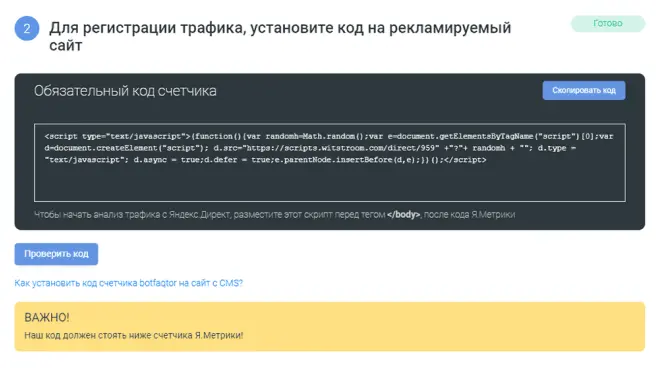 2
Для регистрации трафика, установите код на рекламируемый
сайт
Готово
Обязательный код счетчика
Скопировать код
<script type="text/javascript">(function(){var randomh=Math.random();var e=document.getElementsByTagName("script")[0];var
d=document.createElement("script"); d.src="https://scripts.witstroom.com/direct/959" +"?"+ randomh + ""; d.type =
"text/javascript"; d.async = true;d.defer = true;e.parentNode.insertBefore(d,e);})();</script>
Чтобы начать анализ трафика с Яндекс.Директ, разместите этот скрипт перед тегом </body>, после кода Я.Метрики
Проверить код
Как установить код счетчика botfaqtor на сайт с CMS?
ВАЖНО!
Наш код должен стоять ниже счетчика Я.Метрики!